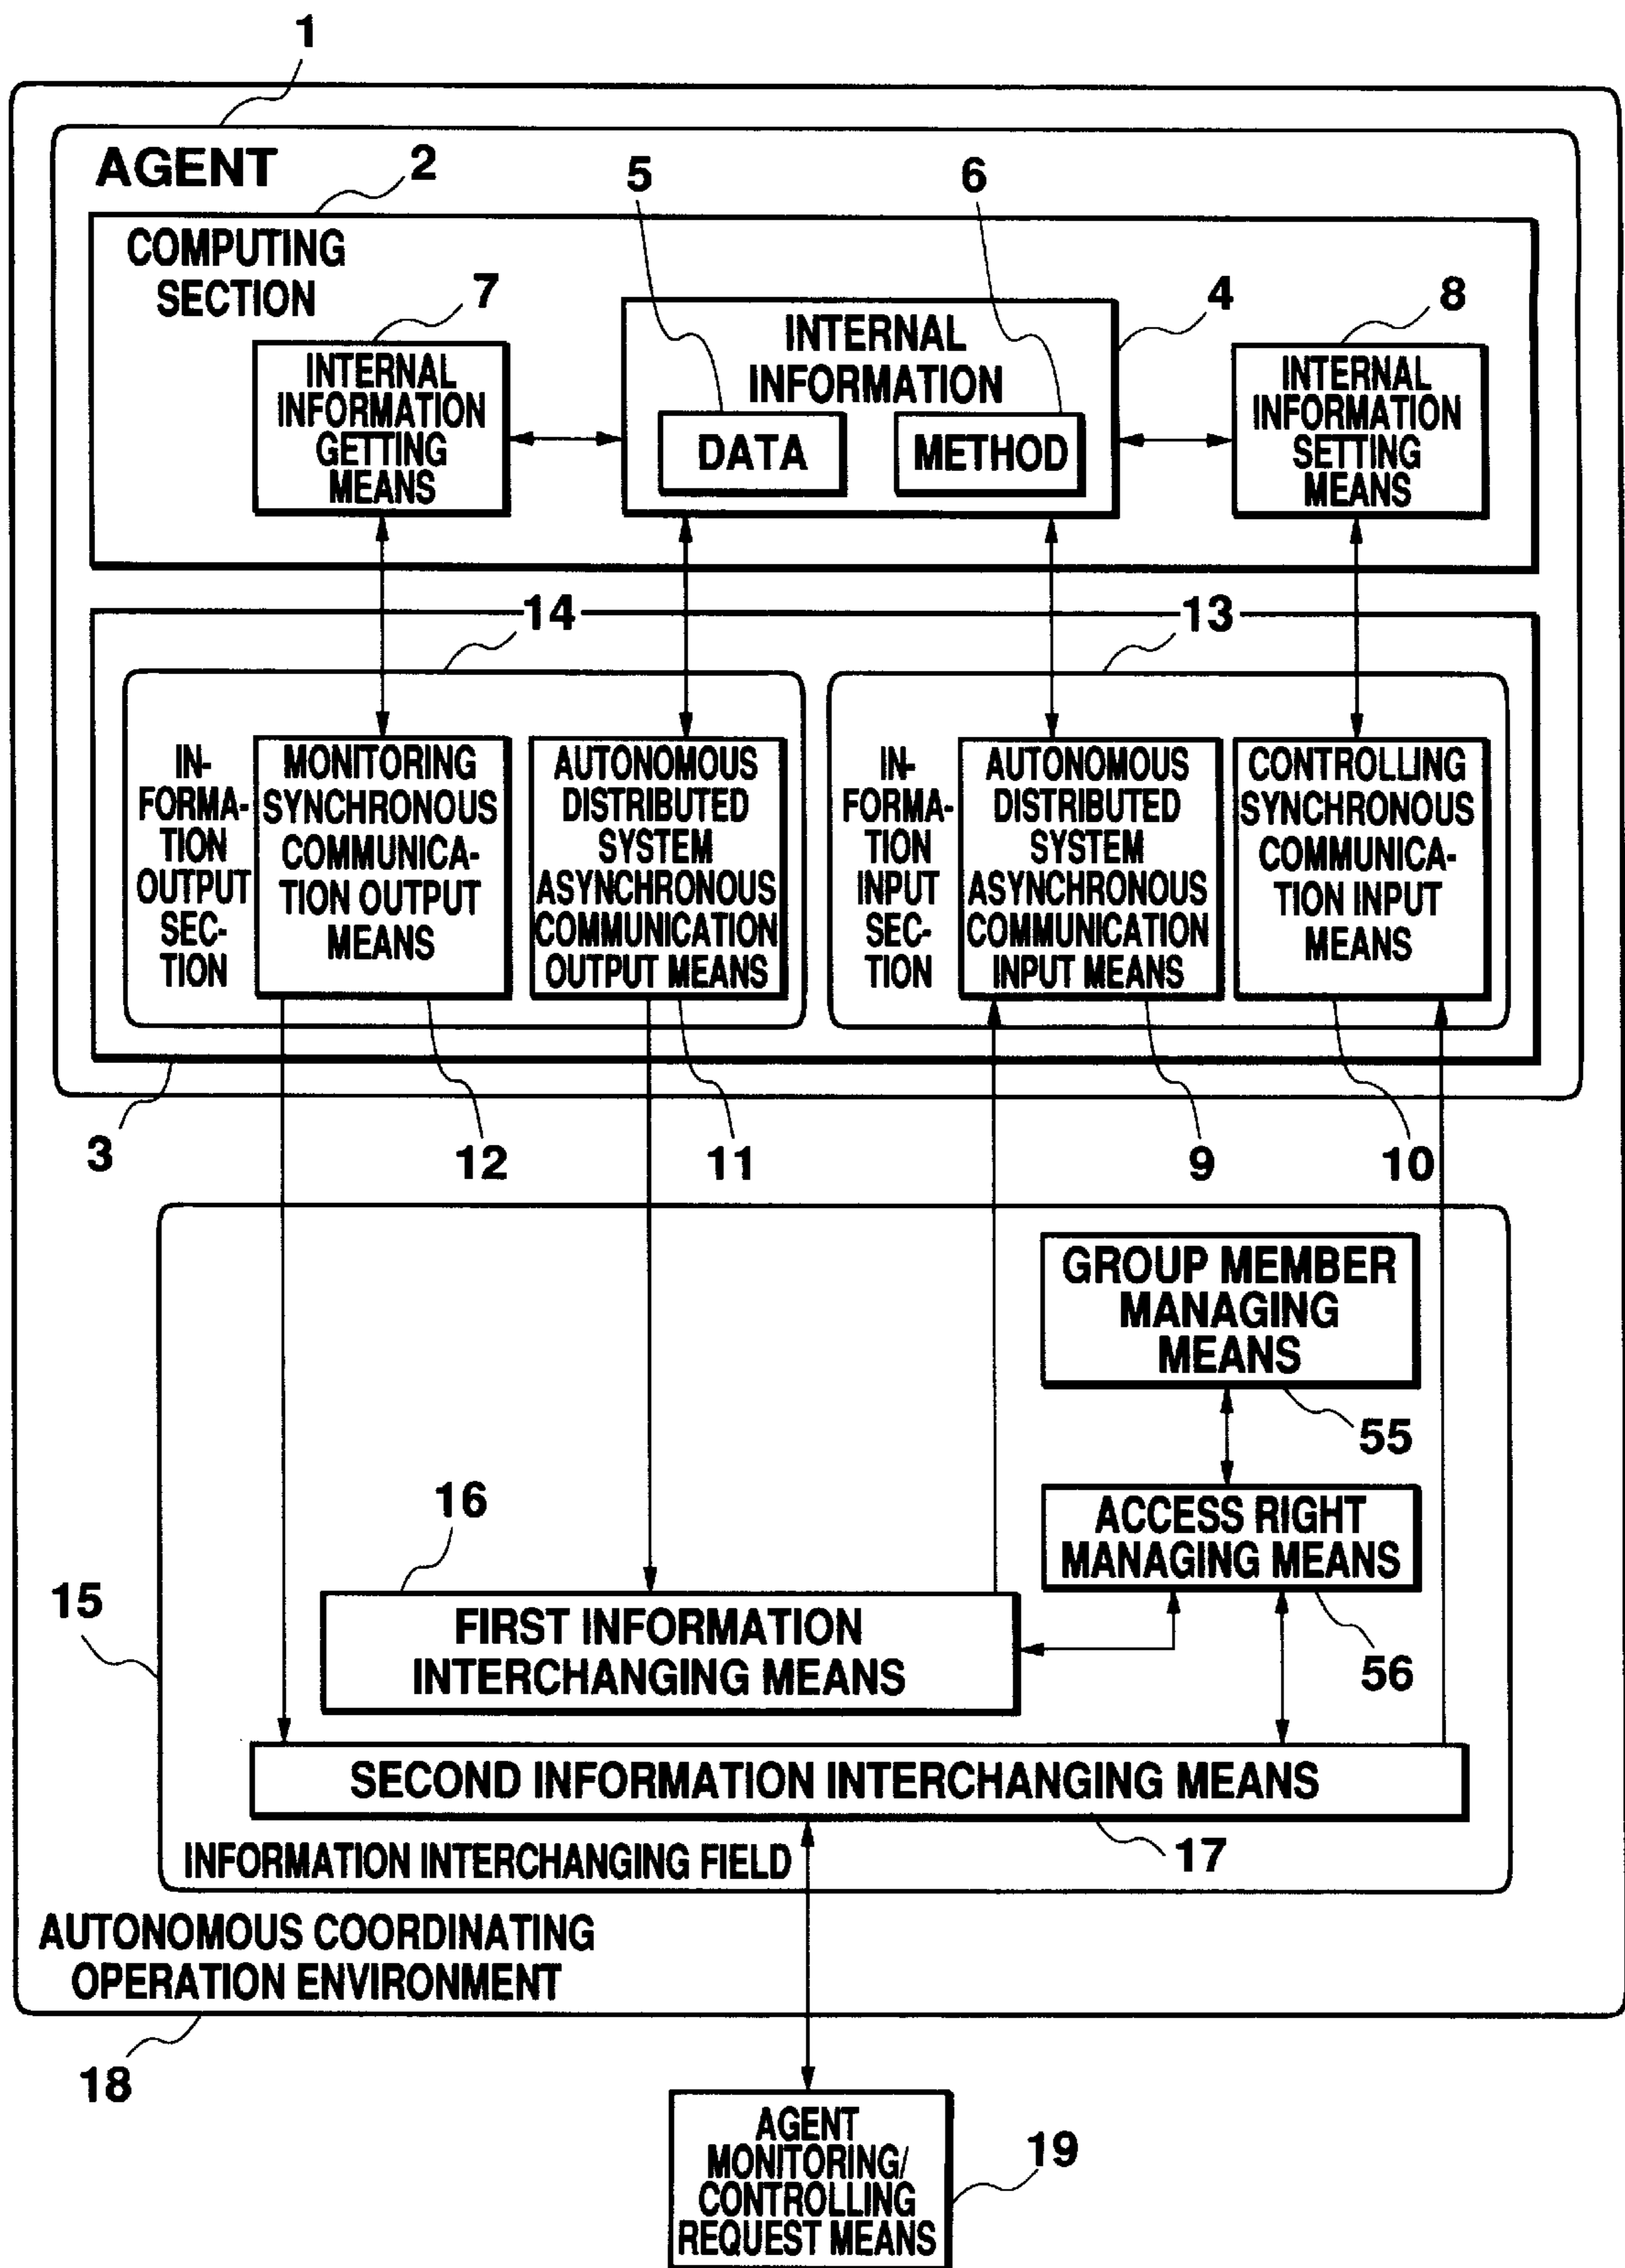 1
AGENT
2
5
6
COMPUTING
SECTION
7
4
8
INTERNAL
INFORMATION
GETTING
MEANS
INTERNAL
INFORMATION
DATA
METHOD
INTERNAL
INFORMATION
SETTING
MEANS
14
13
IN-
FORMA-
TION
OUTPUT
SEC-
TION
MONITORING
SYNCHRONOUS
COMMUNICA-
TION OUTPUT
MEANS
AUTONOMOUS
DISTRIBUTED
SYSTEM
ASYNCHRONOUS
COMMUNICATION
OUTPUT MEANS
IN-
FORMA-
TION
INPUT
SEC-
TION
AUTONOMOUS
DISTRIBUTED
SYSTEM
ASYNCHRONOUS
COMMUNICATION
INPUT MEANS
CONTROLLING
SYNCHRONOUS
COMMUNICA-
TION INPUT
MEANS
3
12
11
9
10
GROUP MEMBER
MANAGING
MEANS
55
16
ACCESS RIGHT
MANAGING MEANS
15
FIRST INFORMATION
INTERCHANGING MEANS
56
SECOND INFORMATION INTERCHANGING MEANS
INFORMATION INTERCHANGING FIELD
17
AUTONOMOUS COORDINATING
OPERATION ENVIRONMENT
18
AGENT
MONITORING/
CONTROLLING
REQUEST MEANS
19